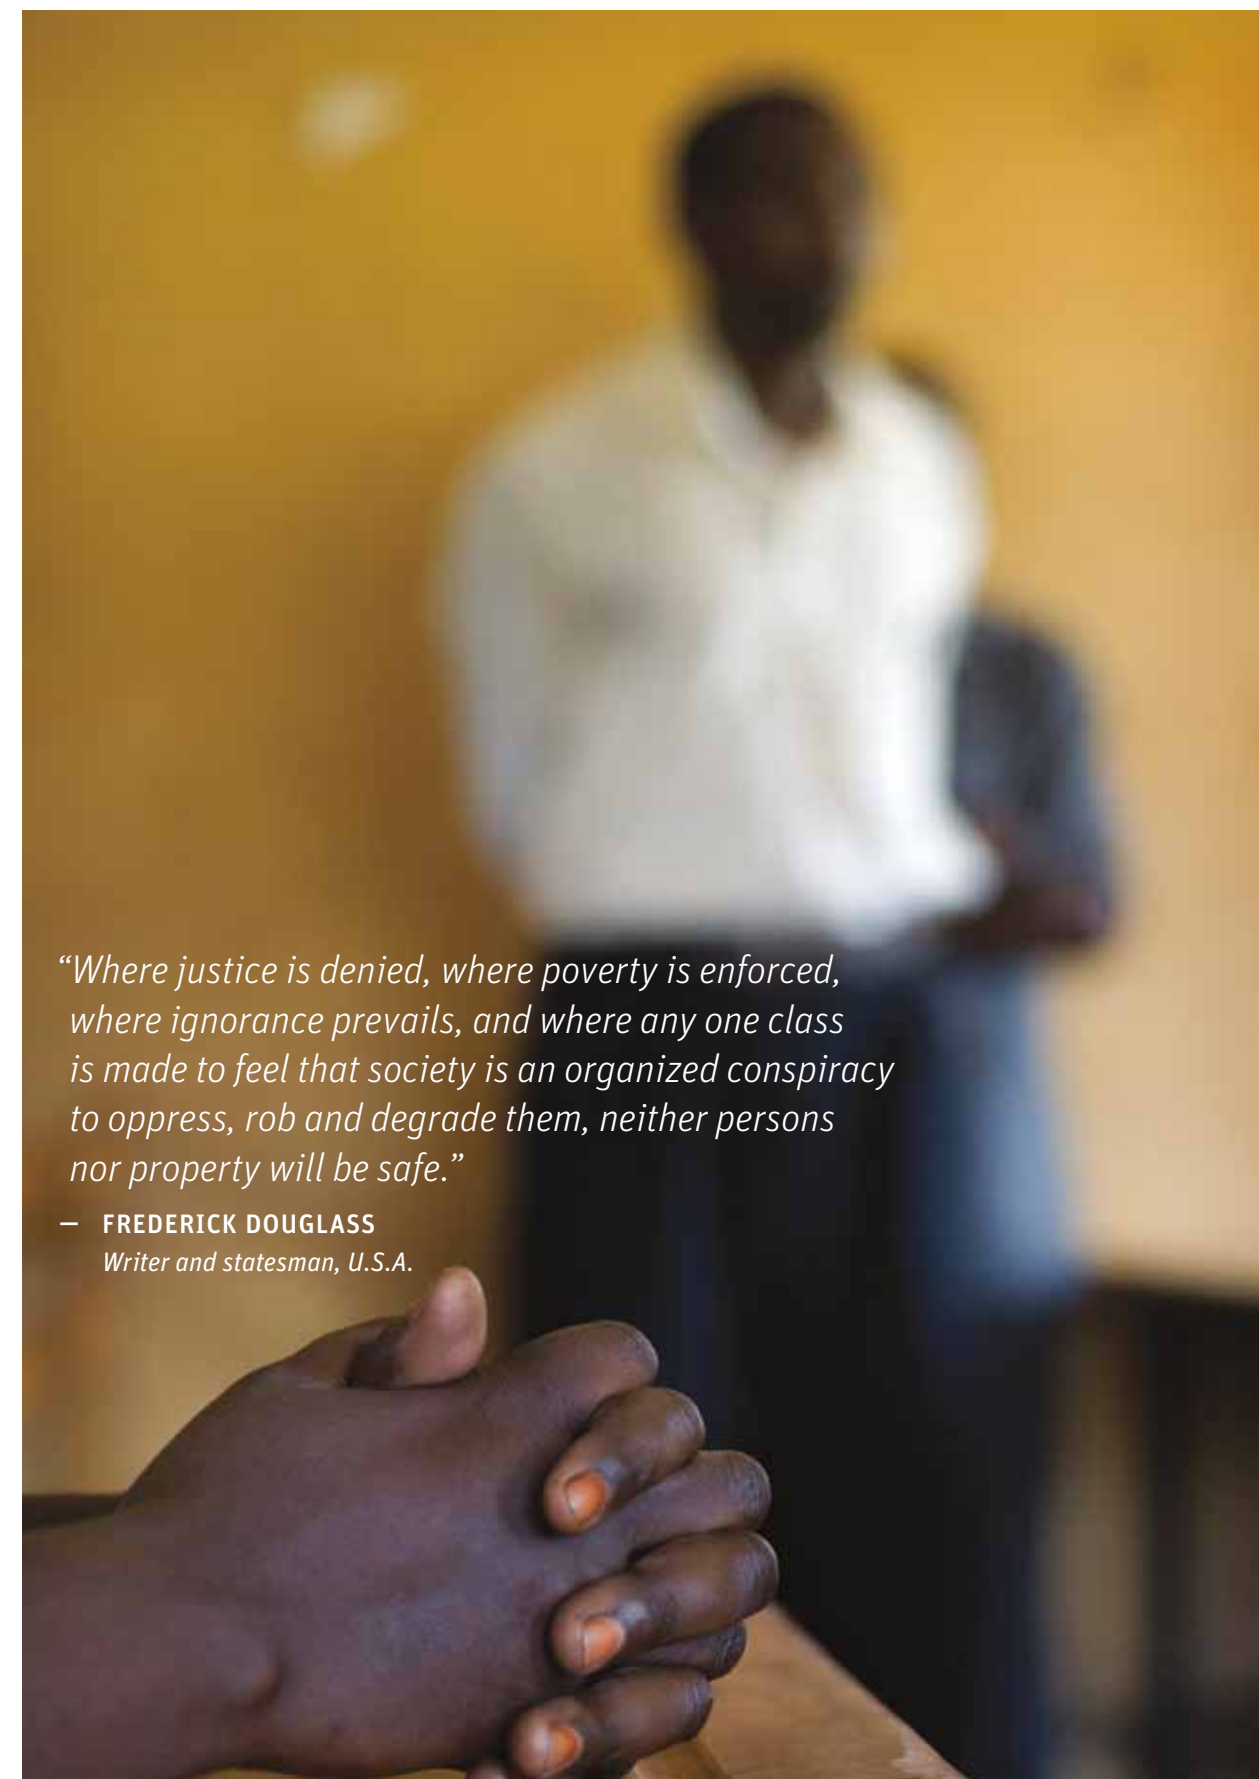 “Where justice is denied, where poverty is enforced,
where ignorance prevails, and where any one class
is made to feel that society is an organized conspiracy
to oppress, rob and degrade them, neither persons
nor property will be safe.”
— FREDERICK DOUGLASS
Writer and statesman, U.S.A.